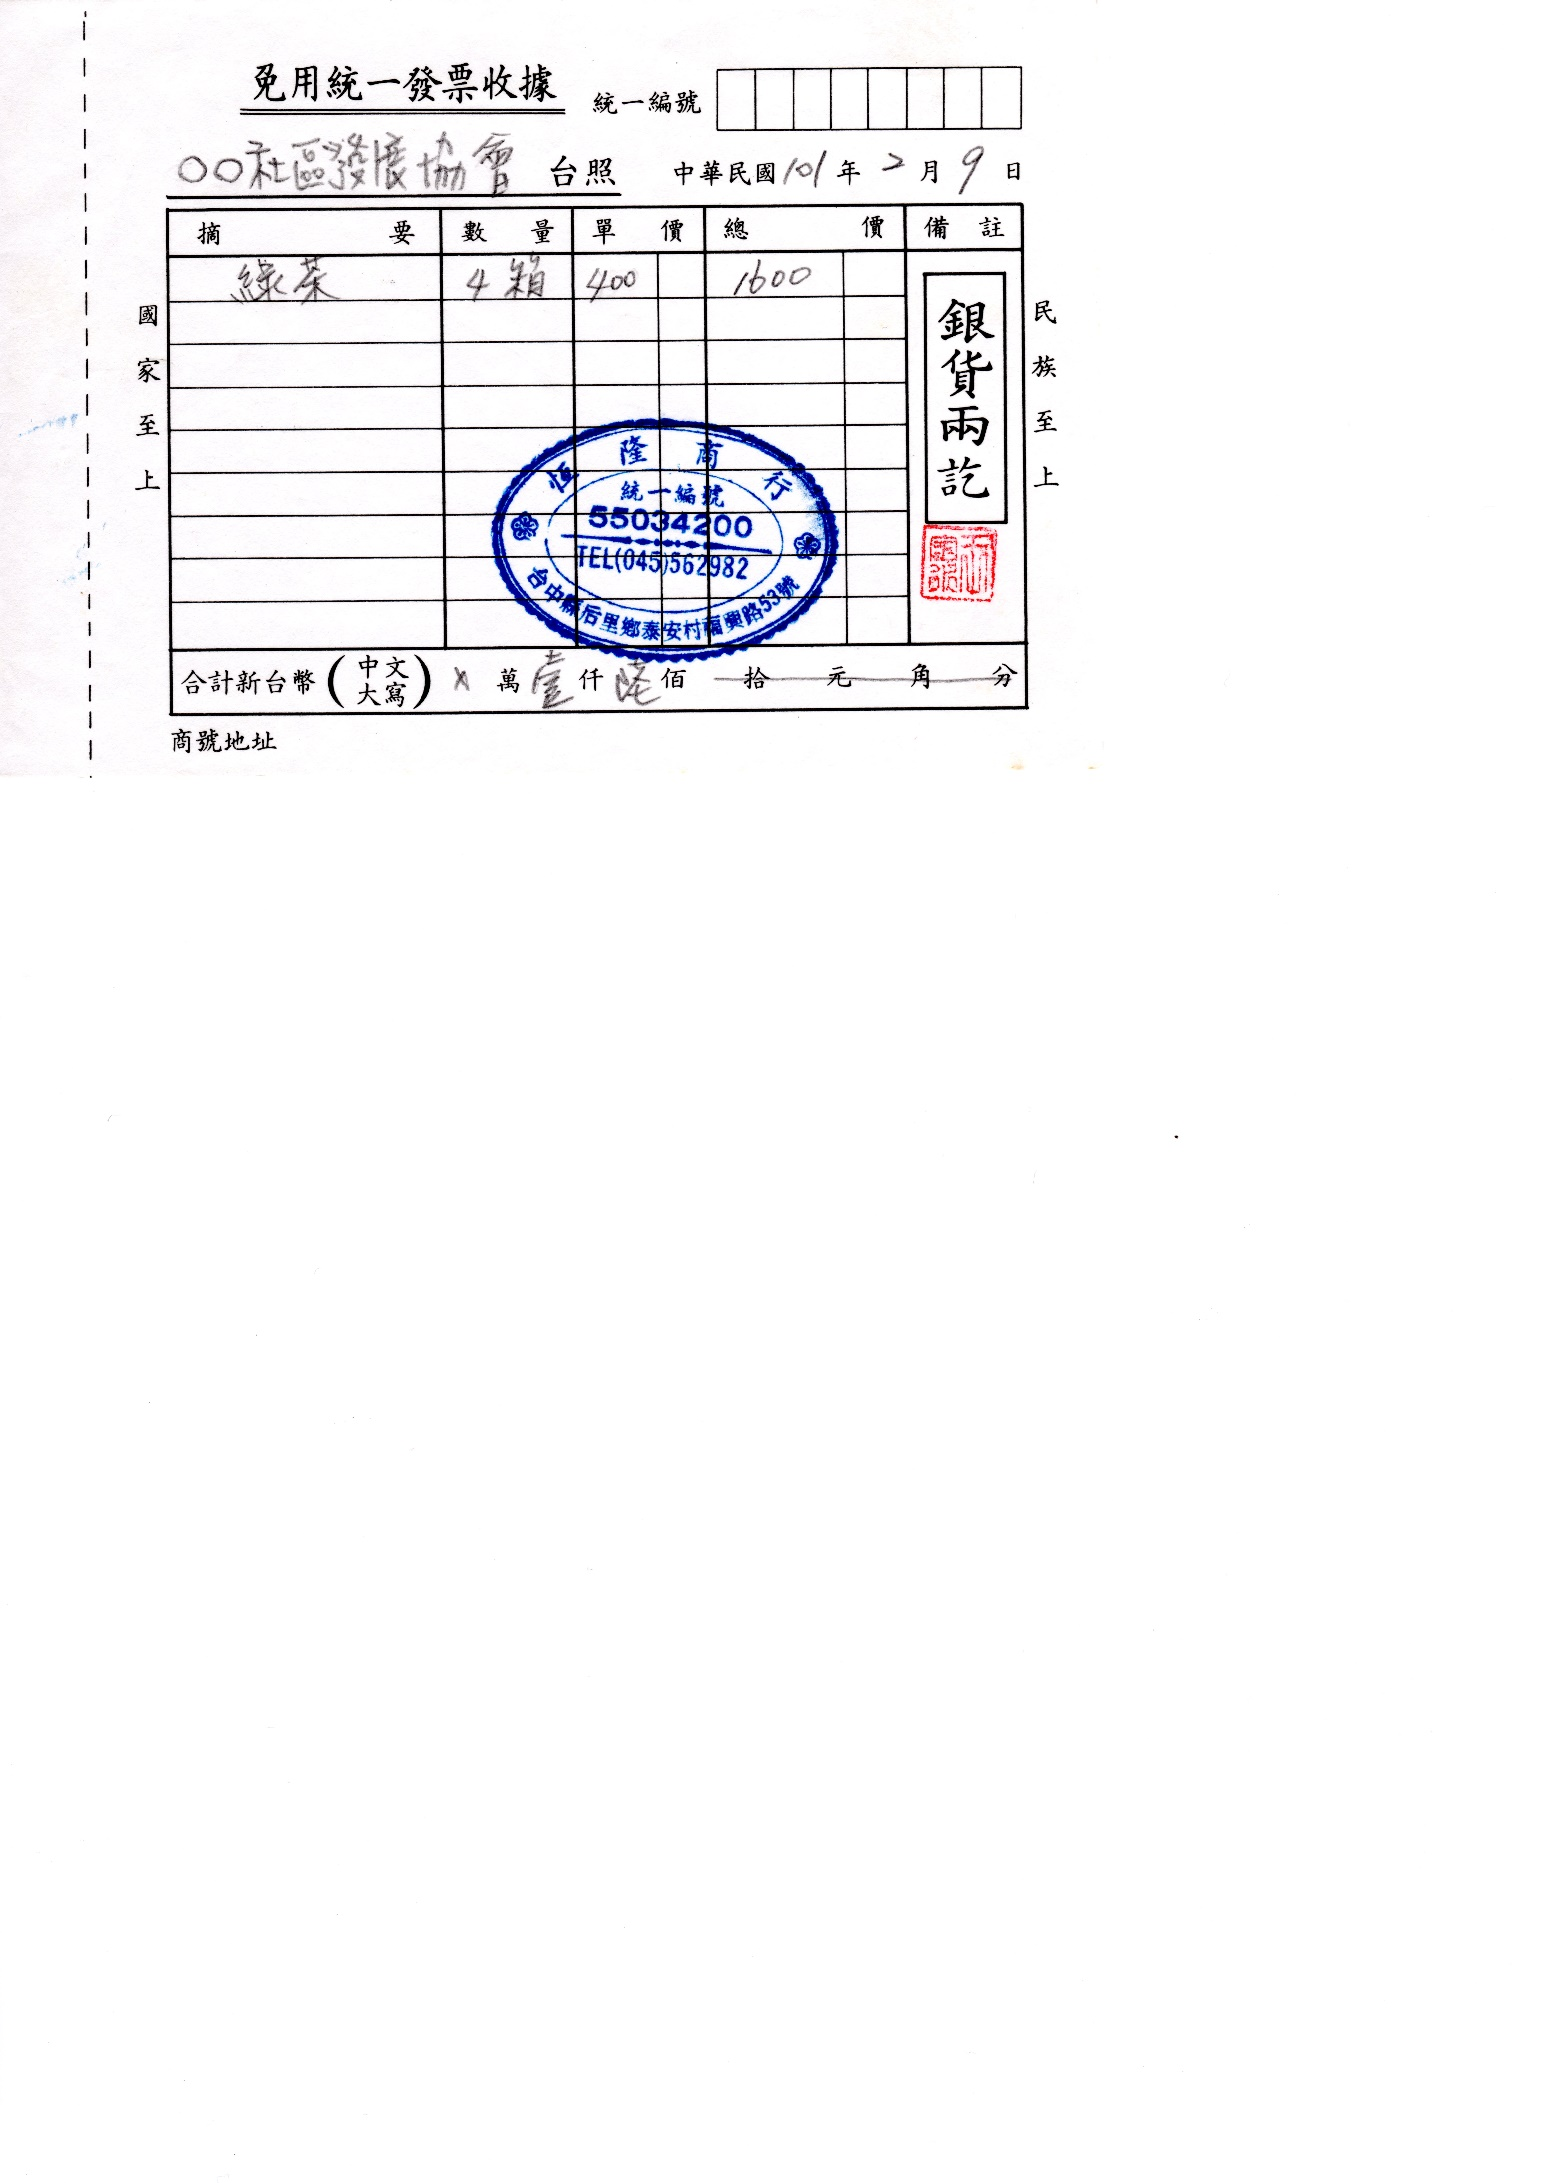 免用統一發票收據 統一編號
○○社區發展協會 台照 中華民國101年2月9日
摘要 數量 單價 總價 備註
綠茶 4箱 400 1600
銀貨兩訖
國家至上
民族至上
恒隆商行
統一編號
55034200
TEL(045)562982
台中縣后里鄉泰安村福興路53號
合計新台幣(中文大寫) x 萬壹仟陸佰 拾 元 角 分
商號地址